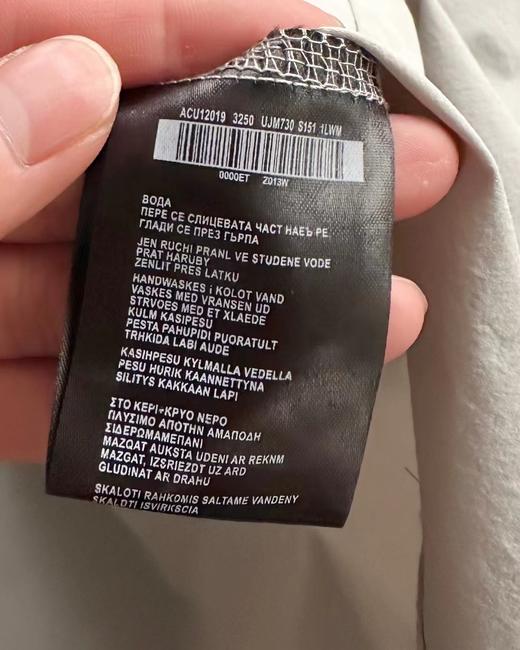 ACU12019 3250 UJM730 S151 1LWM
0000ET Z013W
ВОДА
ПЕРЕ СЕ СЛИЦЕВАТА ЧАСТ НАЕЪ РЕ
ГЛАДИ СЕ ПРЕЗ ГЪРПА
JEN RUCHI PRANL VE STUDENE VODE
PRAT HARUBY
ZENLIT PRES LATKU
HANDWASKES i KOLOT VAND
VASKES MED VRANSEN UD
STRVOES MED ET XLAEDE
KULM KASIPESU
PESTA PAHUPIDI PUORATULT
TRHKIDA LABI AUDE
KASIHPESU KYLMALLA VEDELLA
PESU HURIK KAANNETTYNA
SILITYS KAKKAAN LAPI
ΣΤΟ ΚΕΡΙ+ΚΡΥΟ ΝΕΡΟ
ΠΛΥΣΙΜΟ ΑΠΟΤΗΝ ΑΜΑΠΟΔΗ
ΣΙΔΕΡΩΜΑΜΕΠΑΝΙ
MAZQAT AUKSTA UDENI AR REKNM
MAZGAT, IZSRIEZDT UZ ARD
GLUDINAT AR DRAHU
SKALOTI RAHKOMIS SALTAME VANDENY
SKALOTI ISVIRKSCIA